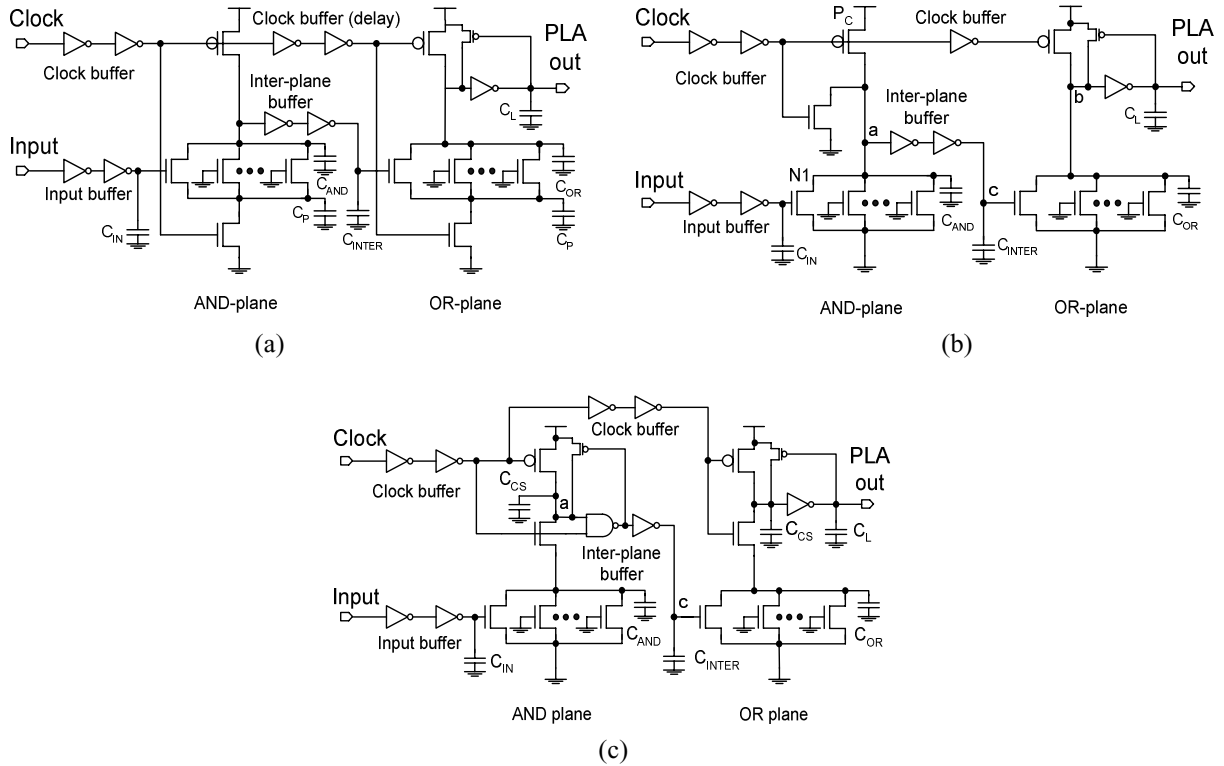 Clock
Clock buffer (delay)
PLA
out
Clock buffer
Inter-plane
buffer
C_L
Input
Input buffer
C_AND
C_OR
C_P
C_P
C_IN
C_INTER
AND-plane
OR-plane
(a)
P_C
Clock
Clock buffer
PLA
out
Clock buffer
Inter-plane
buffer
b
C_L
a
Input
N1
c
Input buffer
C_AND
C_OR
C_IN
C_INTER
AND-plane
OR-plane
(b)
Clock
Clock buffer
PLA
out
Clock buffer
C_CS
a
C_CS
C_L
Inter-plane
buffer
Input
c
Input buffer
C_AND
C_OR
C_IN
C_INTER
AND plane
OR plane
(c)